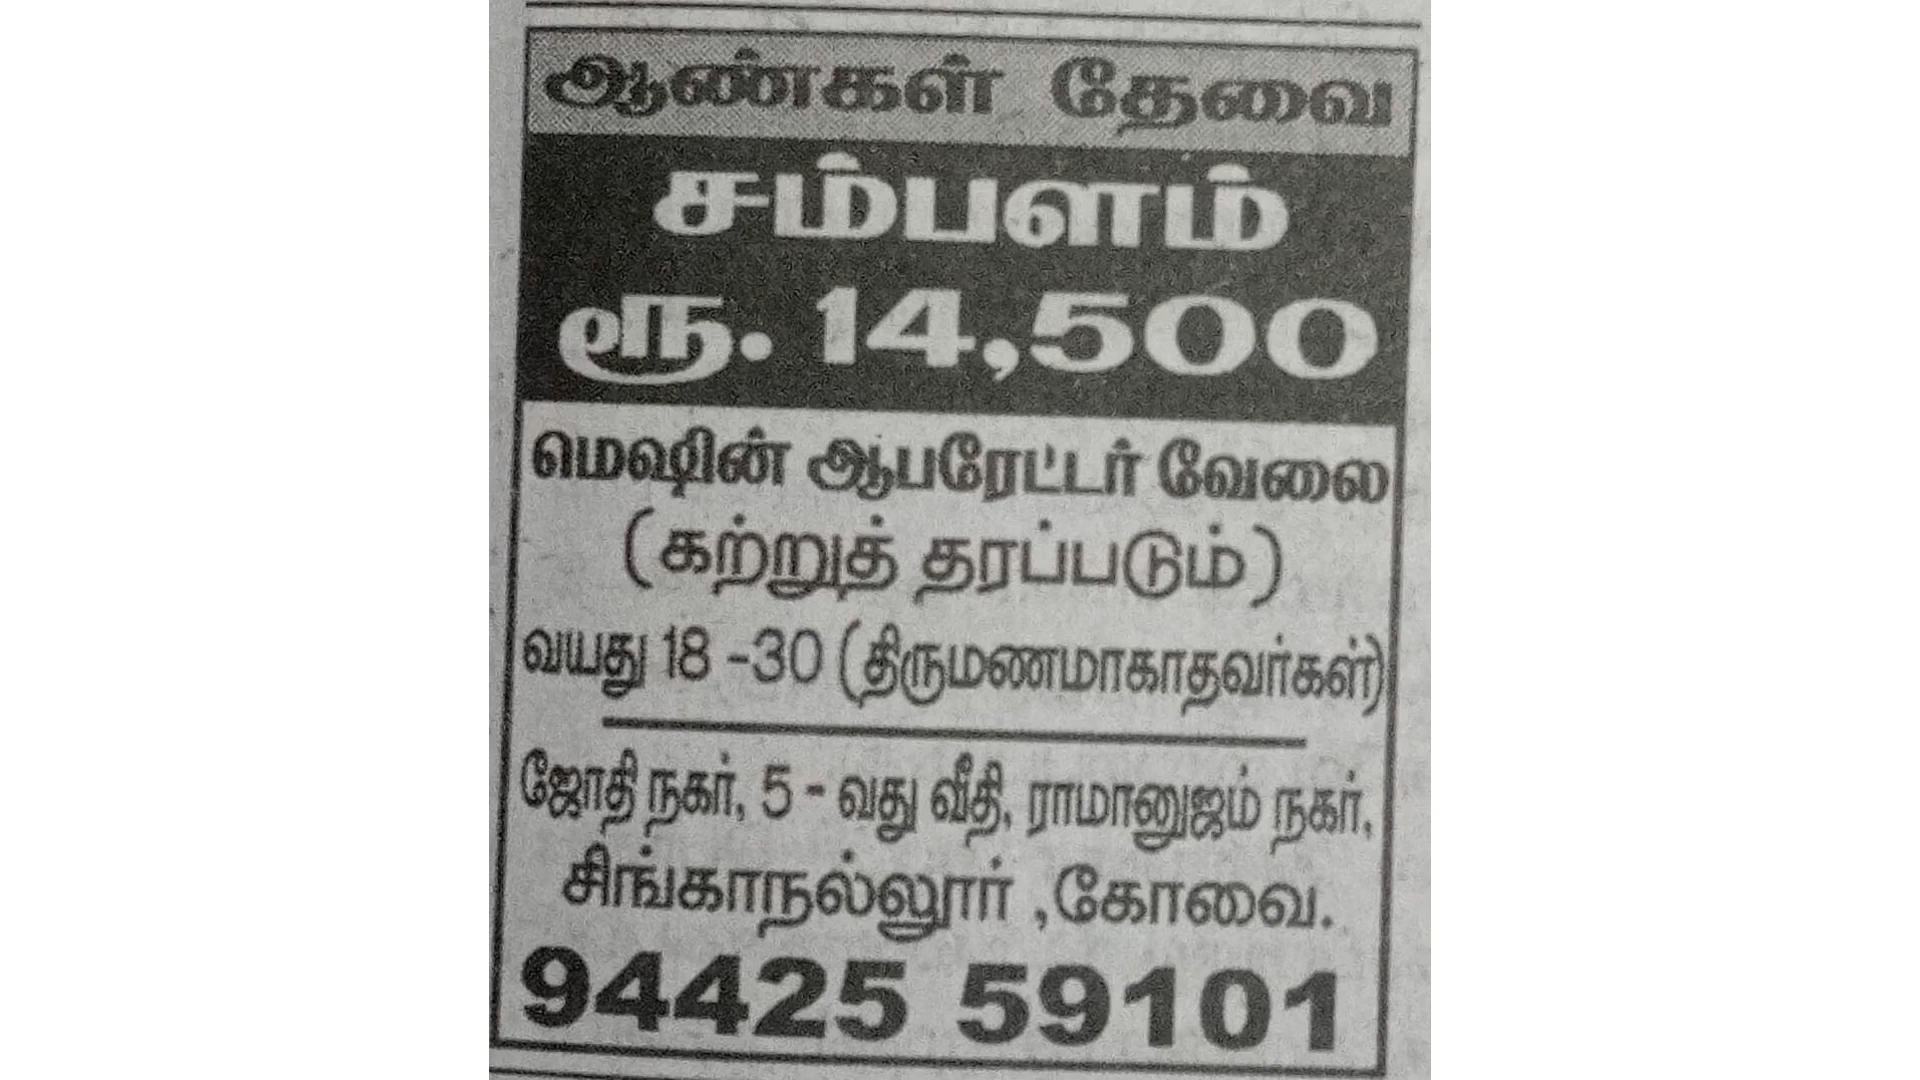 ஆண்கள் தேவை
சம்பளம்
ரூ. 14,500
மெஷின் ஆபரேட்டர் வேலை
(கற்றுத் தரப்படும்)
வயது 18 -30 (திருமணமாகாதவர்கள்)
ஜோதி நகர், 5 - வது வீதி, ராமானுஜம் நகர்,
சிங்காநல்லூர் ,கோவை.
94425 59101